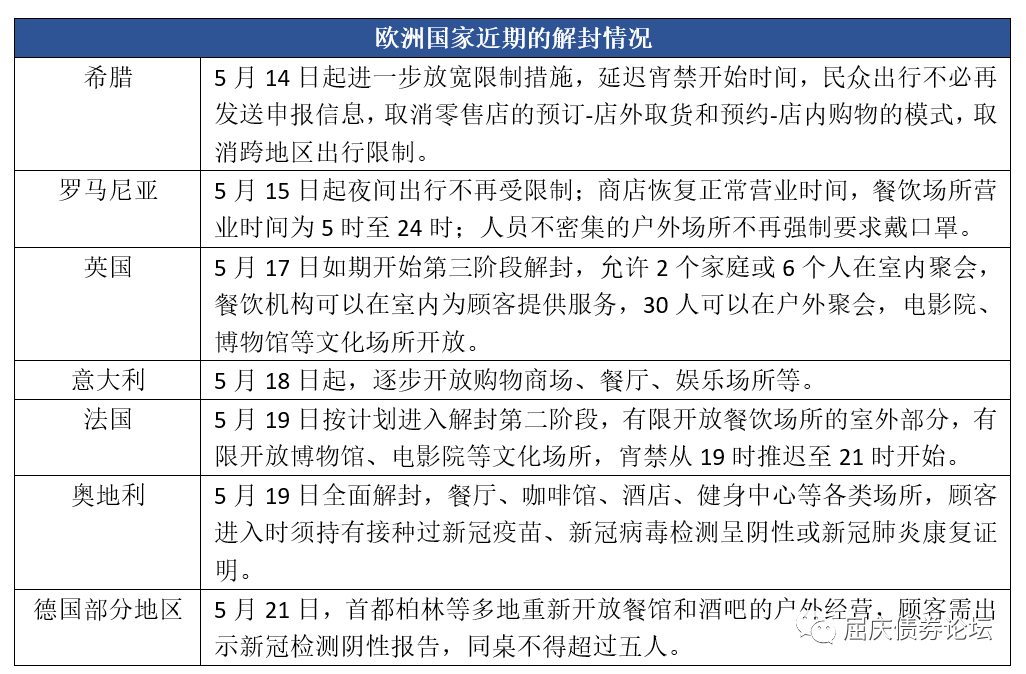 欧洲国家近期的解封情况
希腊
5 月 14 日起进一步放宽限制措施，延迟宵禁开始时间，民众出行不必再
发送申报信息，取消零售店的预订-店外取货和预约-店内购物的模式，取
消跨地区出行限制。
罗马尼亚
5 月 15 日起夜间出行不再受限制；商店恢复正常营业时间，餐饮场所营
业时间为 5 时至 24 时；人员不密集的户外场所不再强制要求戴口罩。
英国
5 月 17 日如期开始第三阶段解封，允许 2 个家庭或 6 个人在室内聚会，
餐饮机构可以在室内为顾客提供服务，30 人可以在户外聚会，电影院、
博物馆等文化场所开放。
意大利
5 月 18 日起，逐步开放购物商场、餐厅、娱乐场所等。
法国
5 月 19 日按计划进入解封第二阶段，有限开放餐饮场所的室外部分，有
限开放博物馆、电影院等文化场所，宵禁从 19 时推迟至 21 时开始。
奥地利
5 月 19 日全面解封，餐厅、咖啡馆、酒店、健身中心等各类场所，顾客
进入时须持有接种过新冠疫苗、新冠病毒检测呈阴性或新冠肺炎康复证
明。
德国部分地区
5 月 21 日，首都柏林等多地重新开放餐馆和酒吧的户外经营，顾客需出
示新冠检测阴性报告，同桌不得超过五人。
屈庆债券论坛